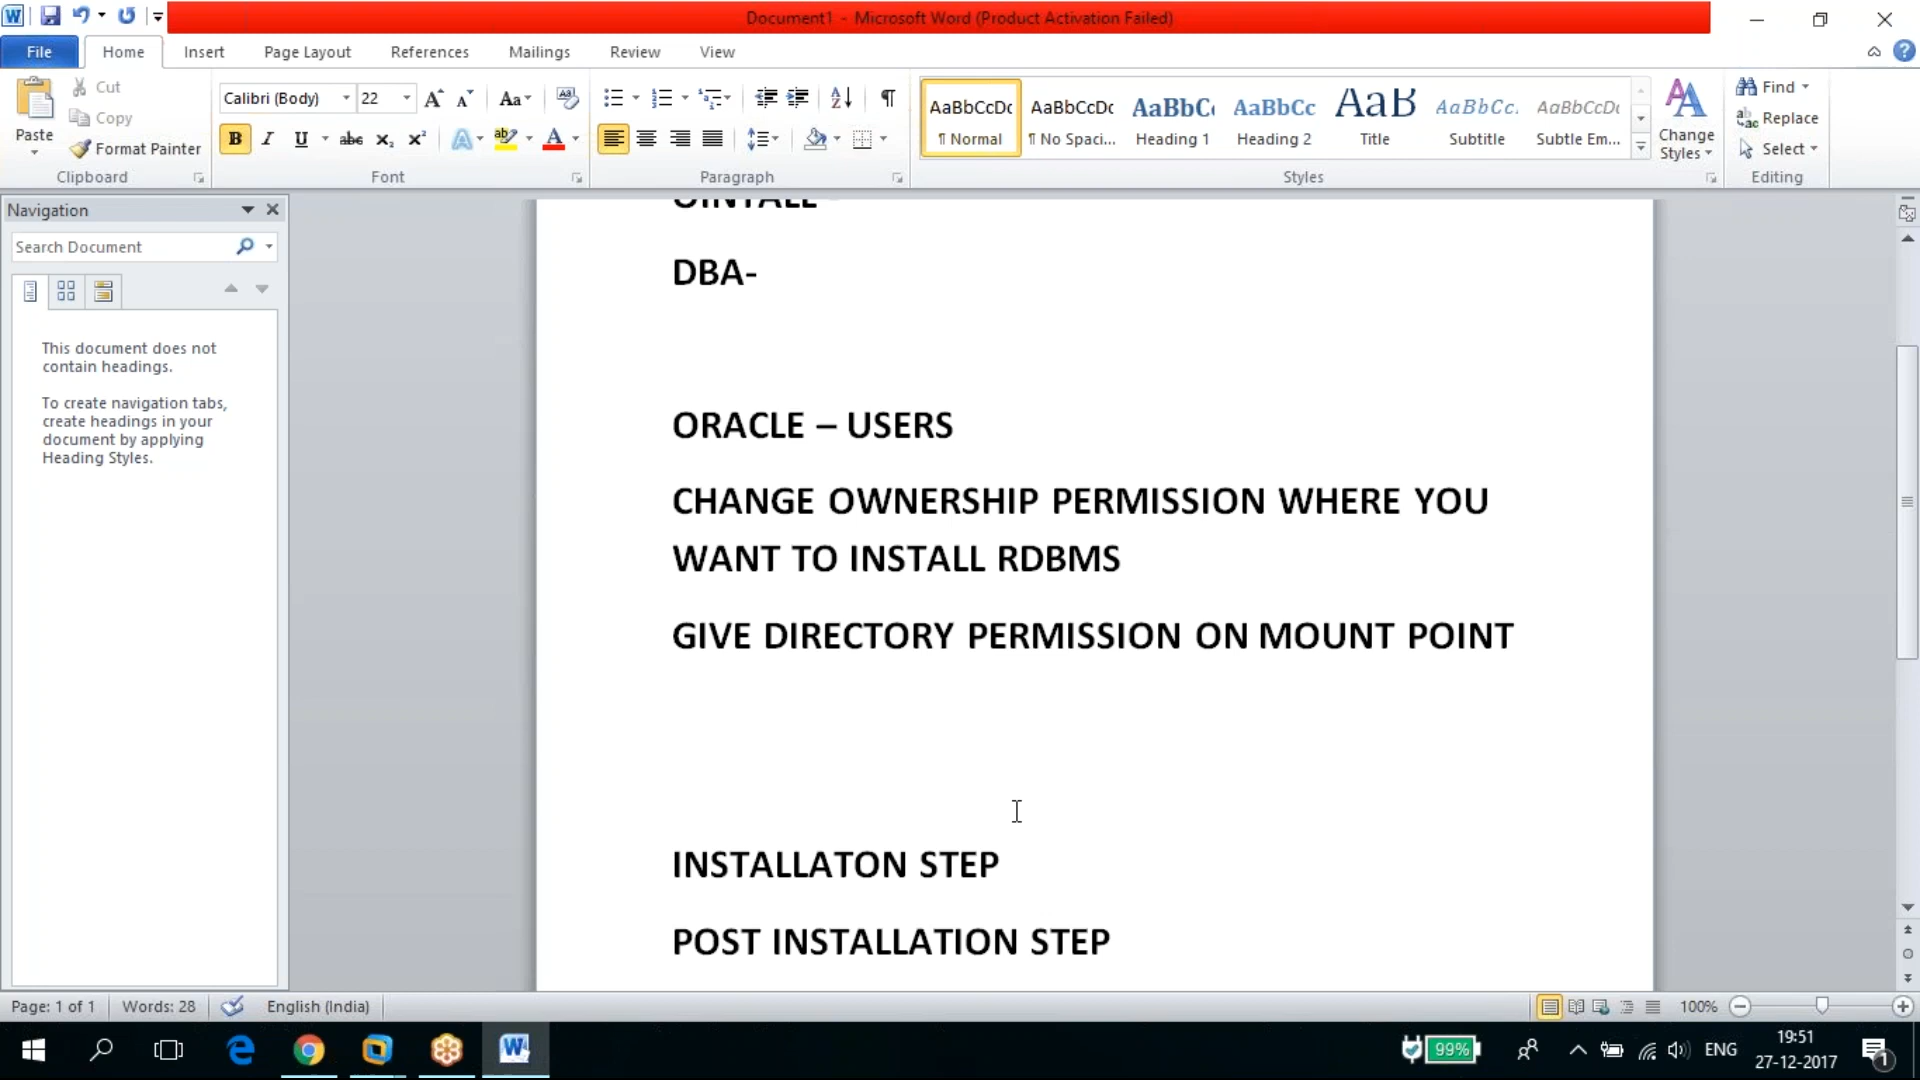 Document1 - Microsoft Word (Product Activation Failed)
File Home Insert Page Layout References Mailings Review View
Paste
Cut
Copy
Format Painter
Clipboard
Calibri (Body) 22
Font
Paragraph
AaBbCcDc AaBbCcDc AaBbC AaBbCc AaB AaBbCc. AaBbCcDc
¶ Normal ¶ No Spaci... Heading 1 Heading 2 Title Subtitle Subtle Em...
Change
Styles
Styles
Find
Replace
Select
Editing
Navigation
Search Document
This document does not
contain headings.
To create navigation tabs,
create headings in your
document by applying
Heading Styles.
DBA-
ORACLE – USERS
CHANGE OWNERSHIP PERMISSION WHERE YOU
WANT TO INSTALL RDBMS
GIVE DIRECTORY PERMISSION ON MOUNT POINT
INSTALLATON STEP
POST INSTALLATION STEP
Page: 1 of 1 Words: 28 English (India) 100%
99% ENG 19:51
27-12-2017 1